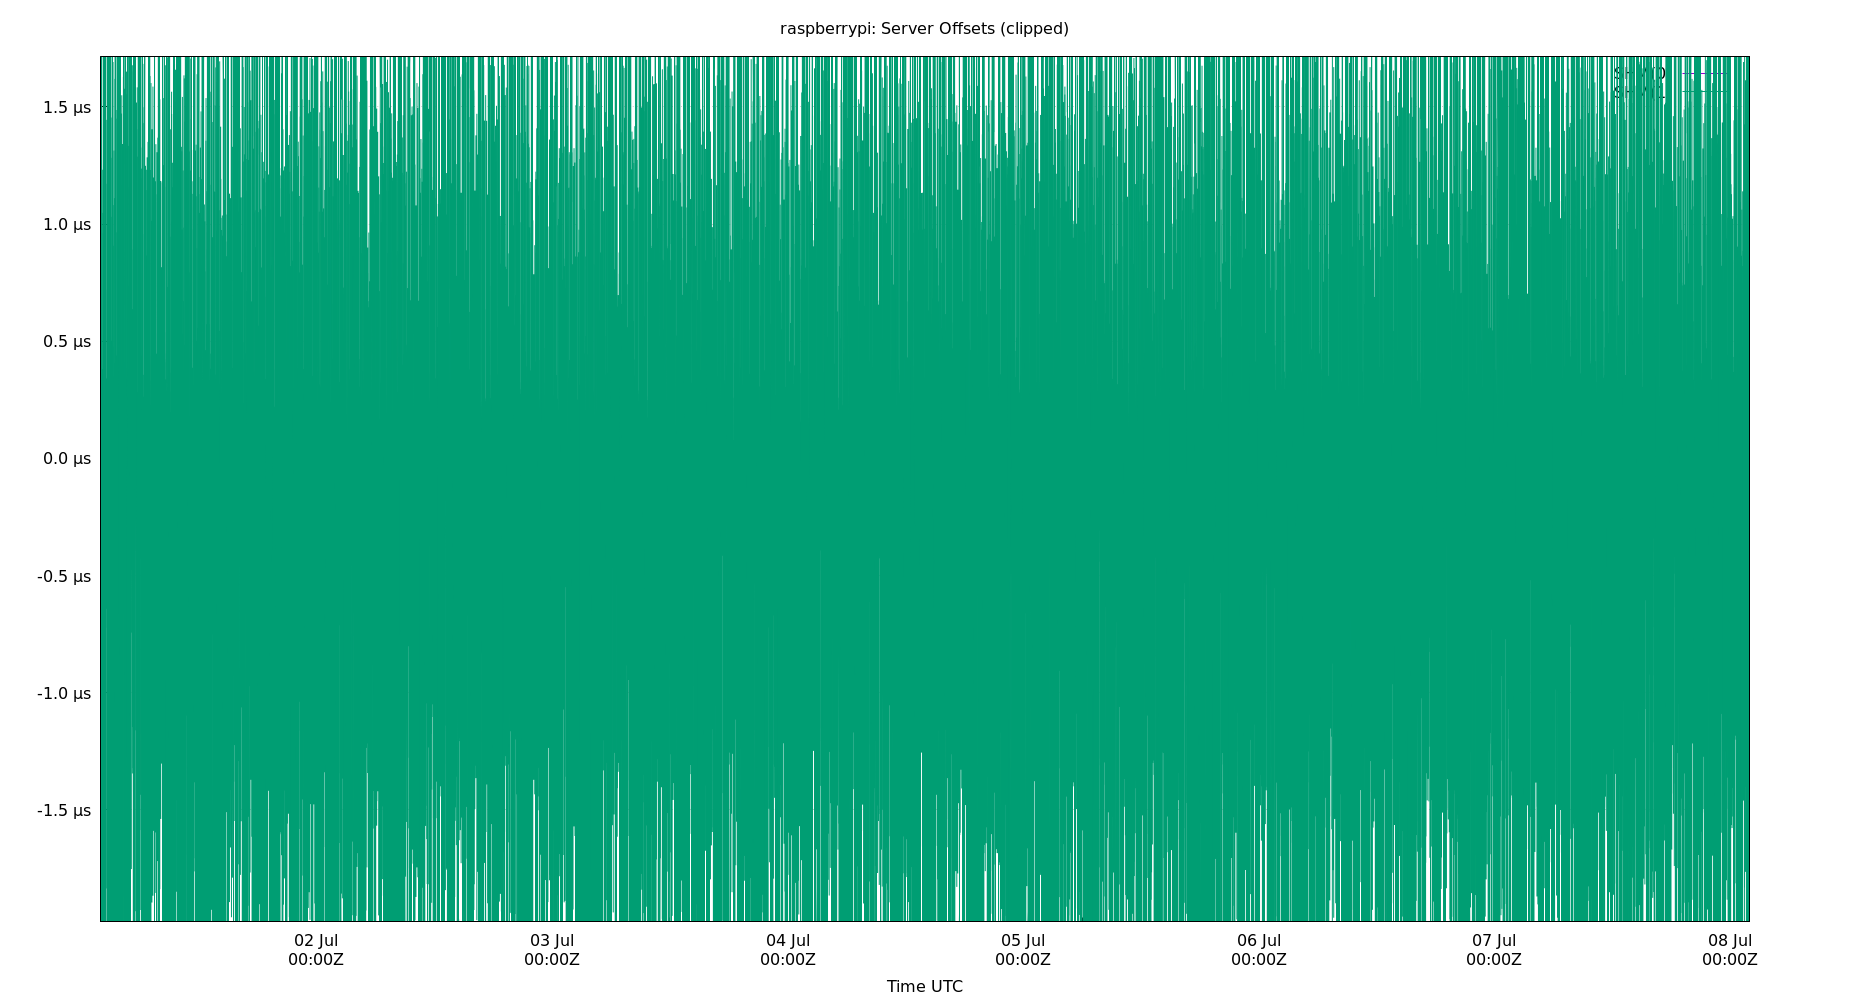 raspberrypi: Server Offsets (clipped)
1.5 µs
1.0 µs
0.5 µs
0.0 µs
-0.5 µs
-1.0 µs
-1.5 µs
02 Jul 03 Jul 04 Jul 05 Jul 06 Jul 07 Jul 08 Jul
00:00Z 00:00Z 00:00Z 00:00Z 00:00Z 00:00Z 00:00Z
Time UTC